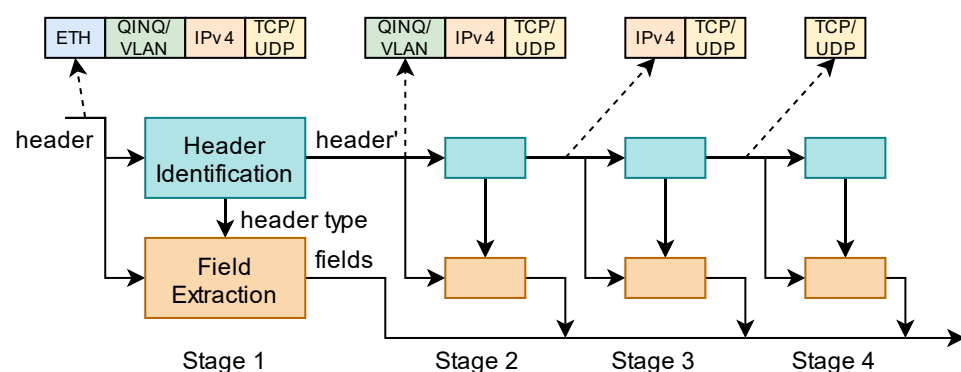 ETH
QINQ/
VLAN
IPv4
TCP/
UDP
QINQ/
VLAN
IPv4
TCP/
UDP
IPv4
TCP/
UDP
TCP/
UDP
header
Header
Identification
header'
header type
Field
Extraction
fields
Stage 1
Stage 2
Stage 3
Stage 4